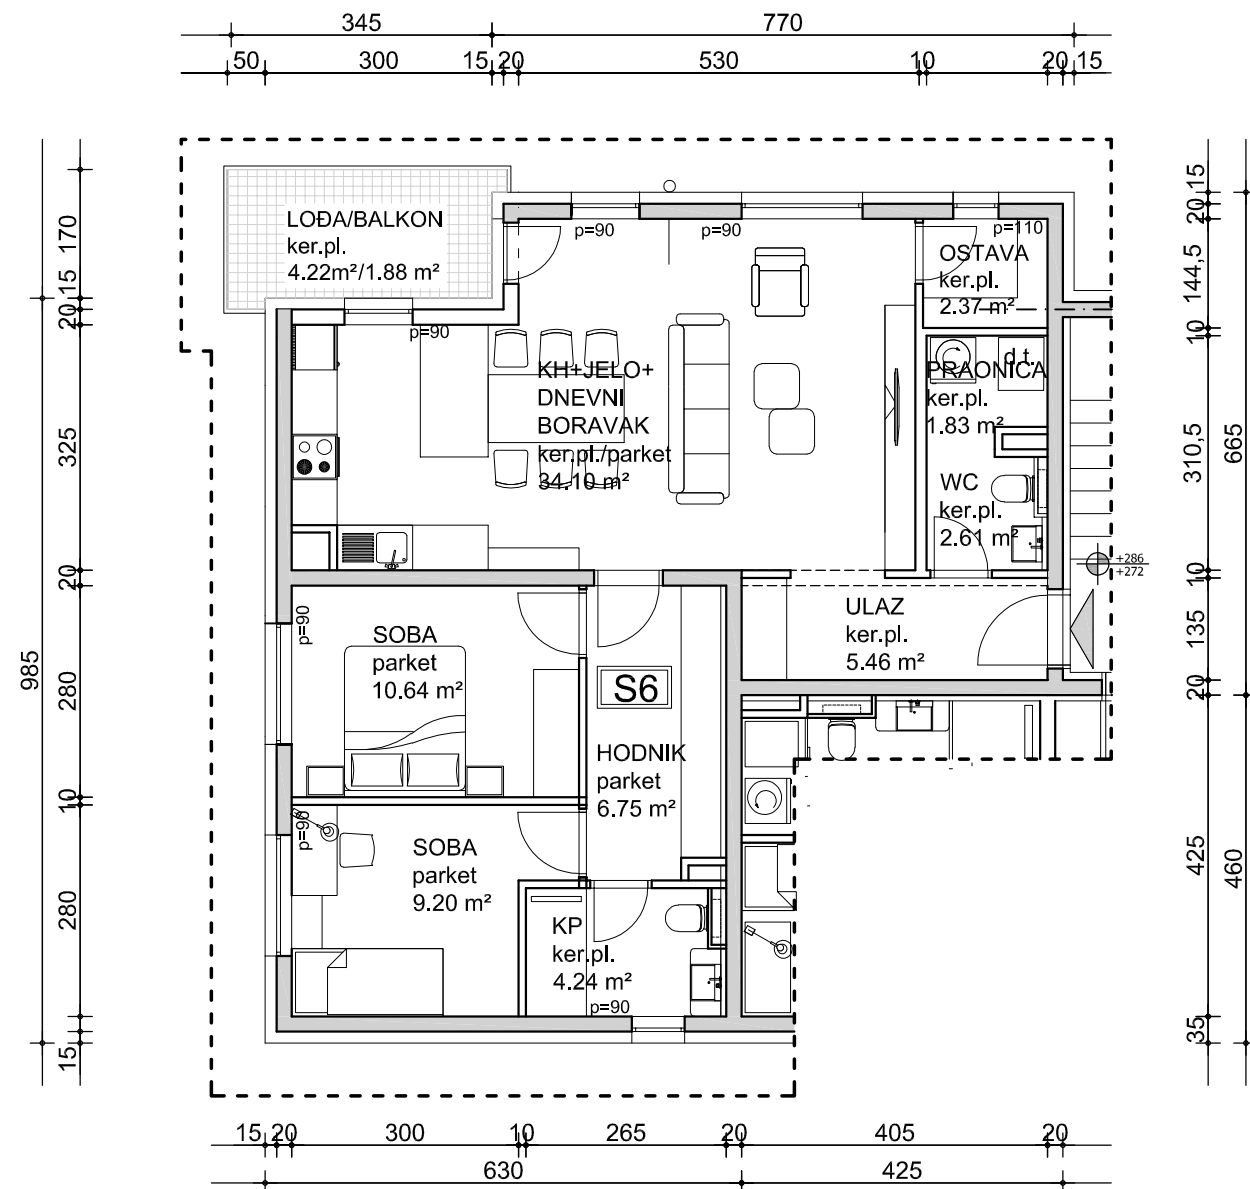 345
770
50
300
15
20
530
10
20
15
LOĐA/BALKON
ker.pl.
4.22m²/1.88 m²
p=90
p=90
p=110
OSTAVA
ker.pl.
2.37 m²
p=90
KH+JELO+
DNEVNI
BORAVAK
ker.pl./parket
34.10 m²
d.t.
PRAONICA
ker.pl.
1.83 m²
WC
ker.pl.
2.61 m²
+286
+272
ULAZ
ker.pl.
5.46 m²
p=90
SOBA
parket
10.64 m²
S6
HODNIK
parket
6.75 m²
p=90
SOBA
parket
9.20 m²
KP
ker.pl.
4.24 m²
p=90
170
15
20
325
20
280
10
280
15
985
15
20
144,5
10
310,5
10
135
20
425
35
665
460
15
20
300
10
265
20
405
20
630
425